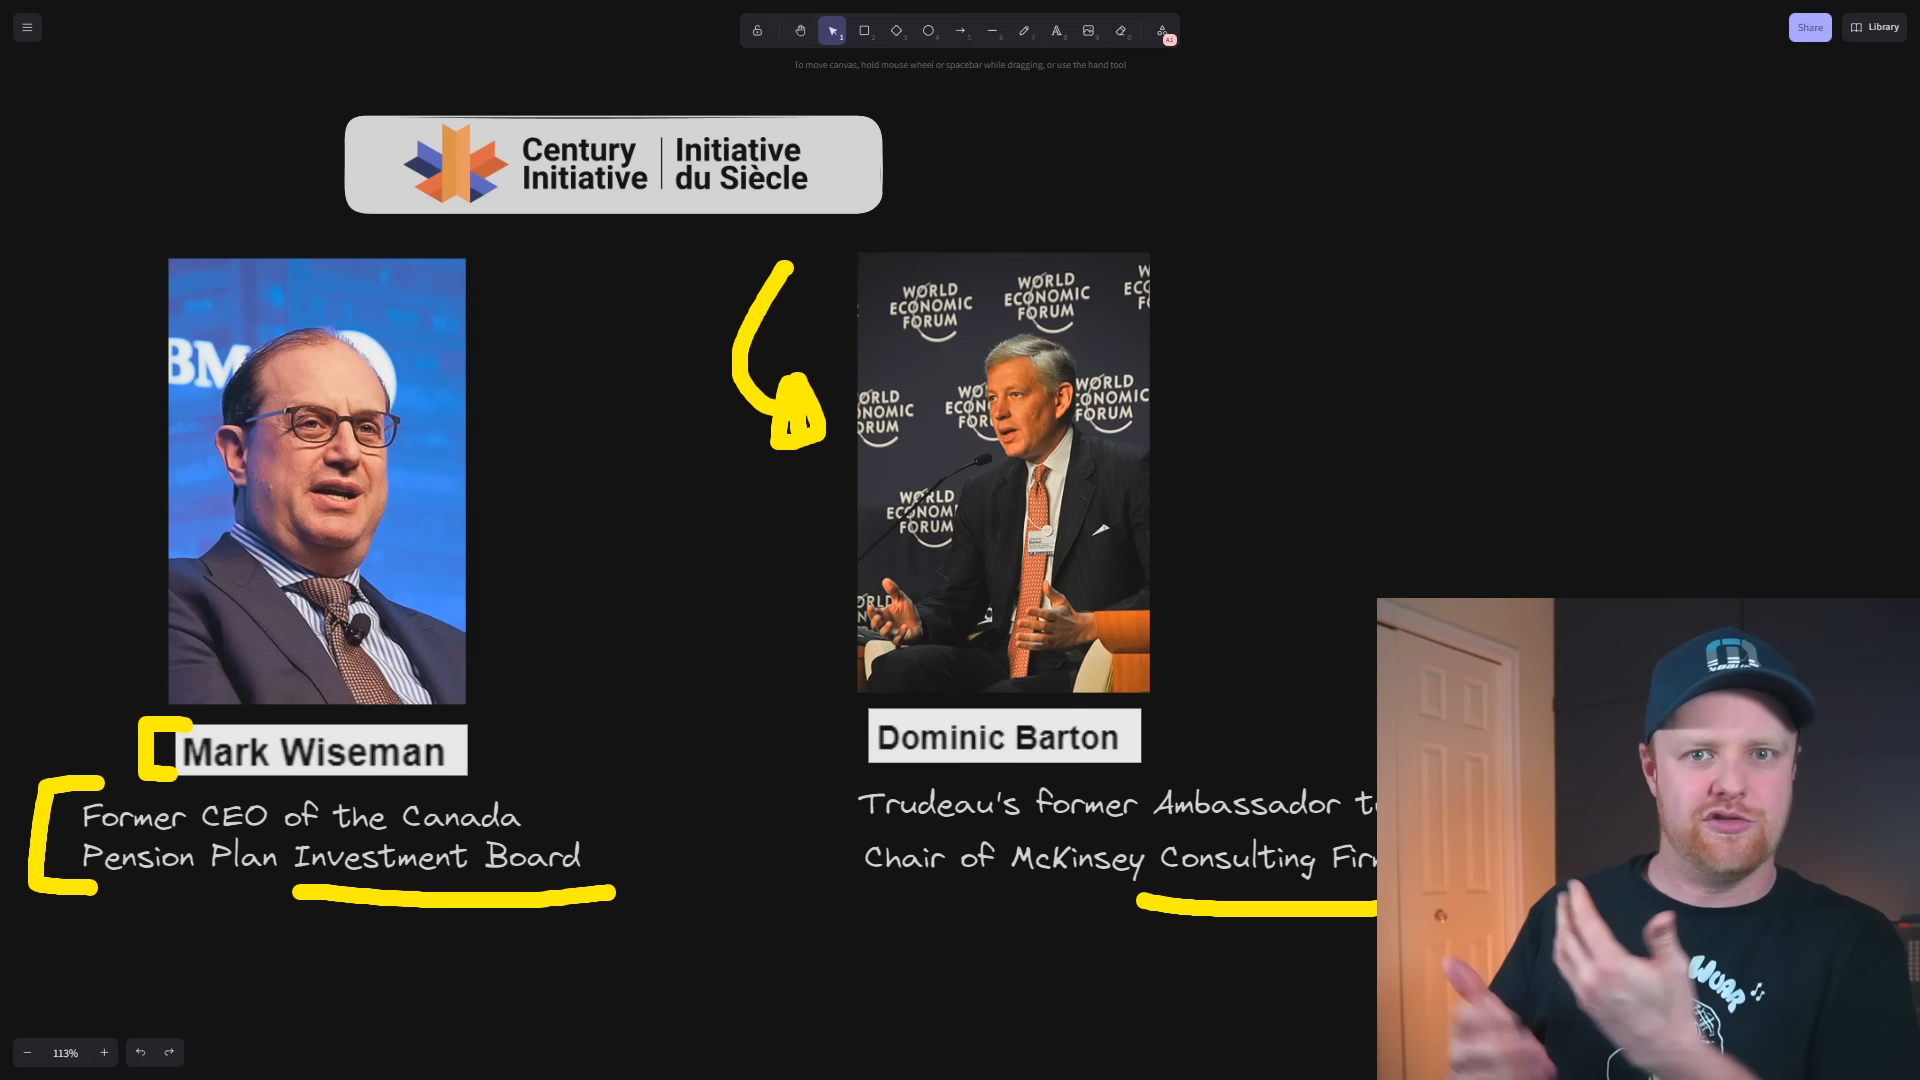 Share
Library
To move canvas, hold mouse wheel or spacebar while dragging, or use the hand tool
Century Initiative
Initiative du Siècle
BM
WORLD ECONOMIC FORUM
WORLD ECONOMIC FORUM
WORLD ECONOMIC FORUM
WORLD ECONOMIC FORUM
Mark Wiseman
Former CEO of the Canada
Pension Plan Investment Board
Dominic Barton
Trudeau's former Ambassador
Chair of McKinsey Consulting
113%